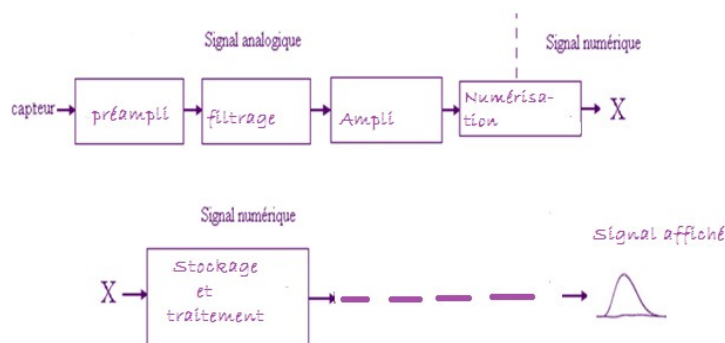 Signal analogique
Signal numérique
capteur
préampli
filtrage
Ampli
Numérisa-
tion
X
Signal numérique
Signal affiché
X
Stockage
et
traitement